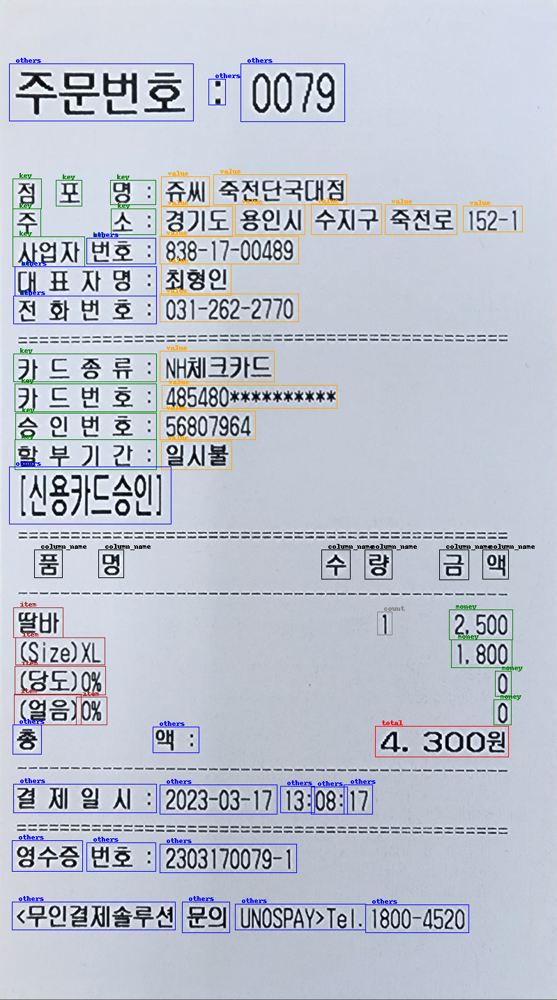 주문번호 : 0079
점 포 명 : 쥬씨 죽전단국대점
주 소 : 경기도 용인시 수지구 죽전로 152-1
사업자 번호 : 838-17-00489
대 표 자 명 : 최형인
전 화 번 호 : 031-262-2770
카 드 종 류 : NH체크카드
카 드 번 호 : 485480**********
승 인 번 호 : 56807964
할 부 기 간 : 일시불
[신용카드승인]
품 명 수 량 금 액
딸바 1 2,500
(Size)XL 1,800
(당도)0% 0
(얼음)0% 0
총 액 : 4. 300원
결 제 일 시 : 2023-03-17 13:08:17
영수증 번호 : 2303170079-1
<무인결제솔루션 문의 UNOSPAY>Tel. 1800-4520